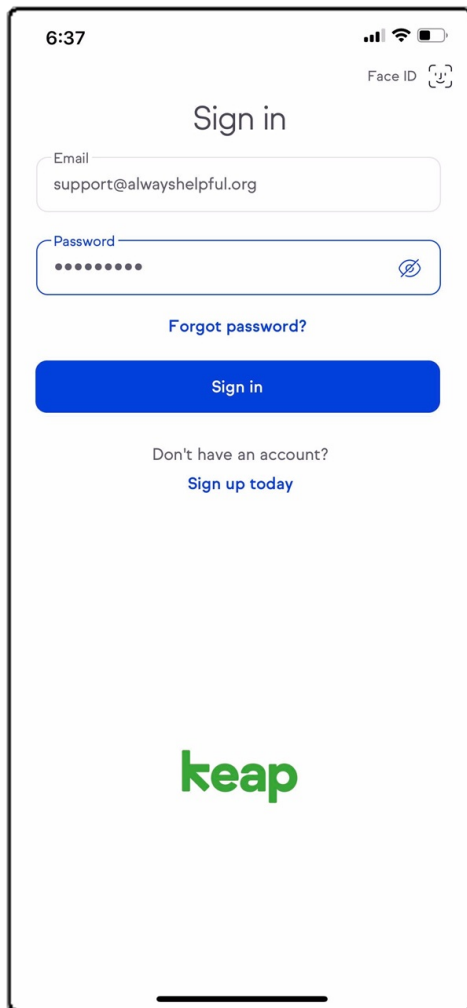 6:37
Face ID
Sign in
Email
support@alwayshelpful.org
Password
•••••••••
Forgot password?
Sign in
Don't have an account?
Sign up today
keap